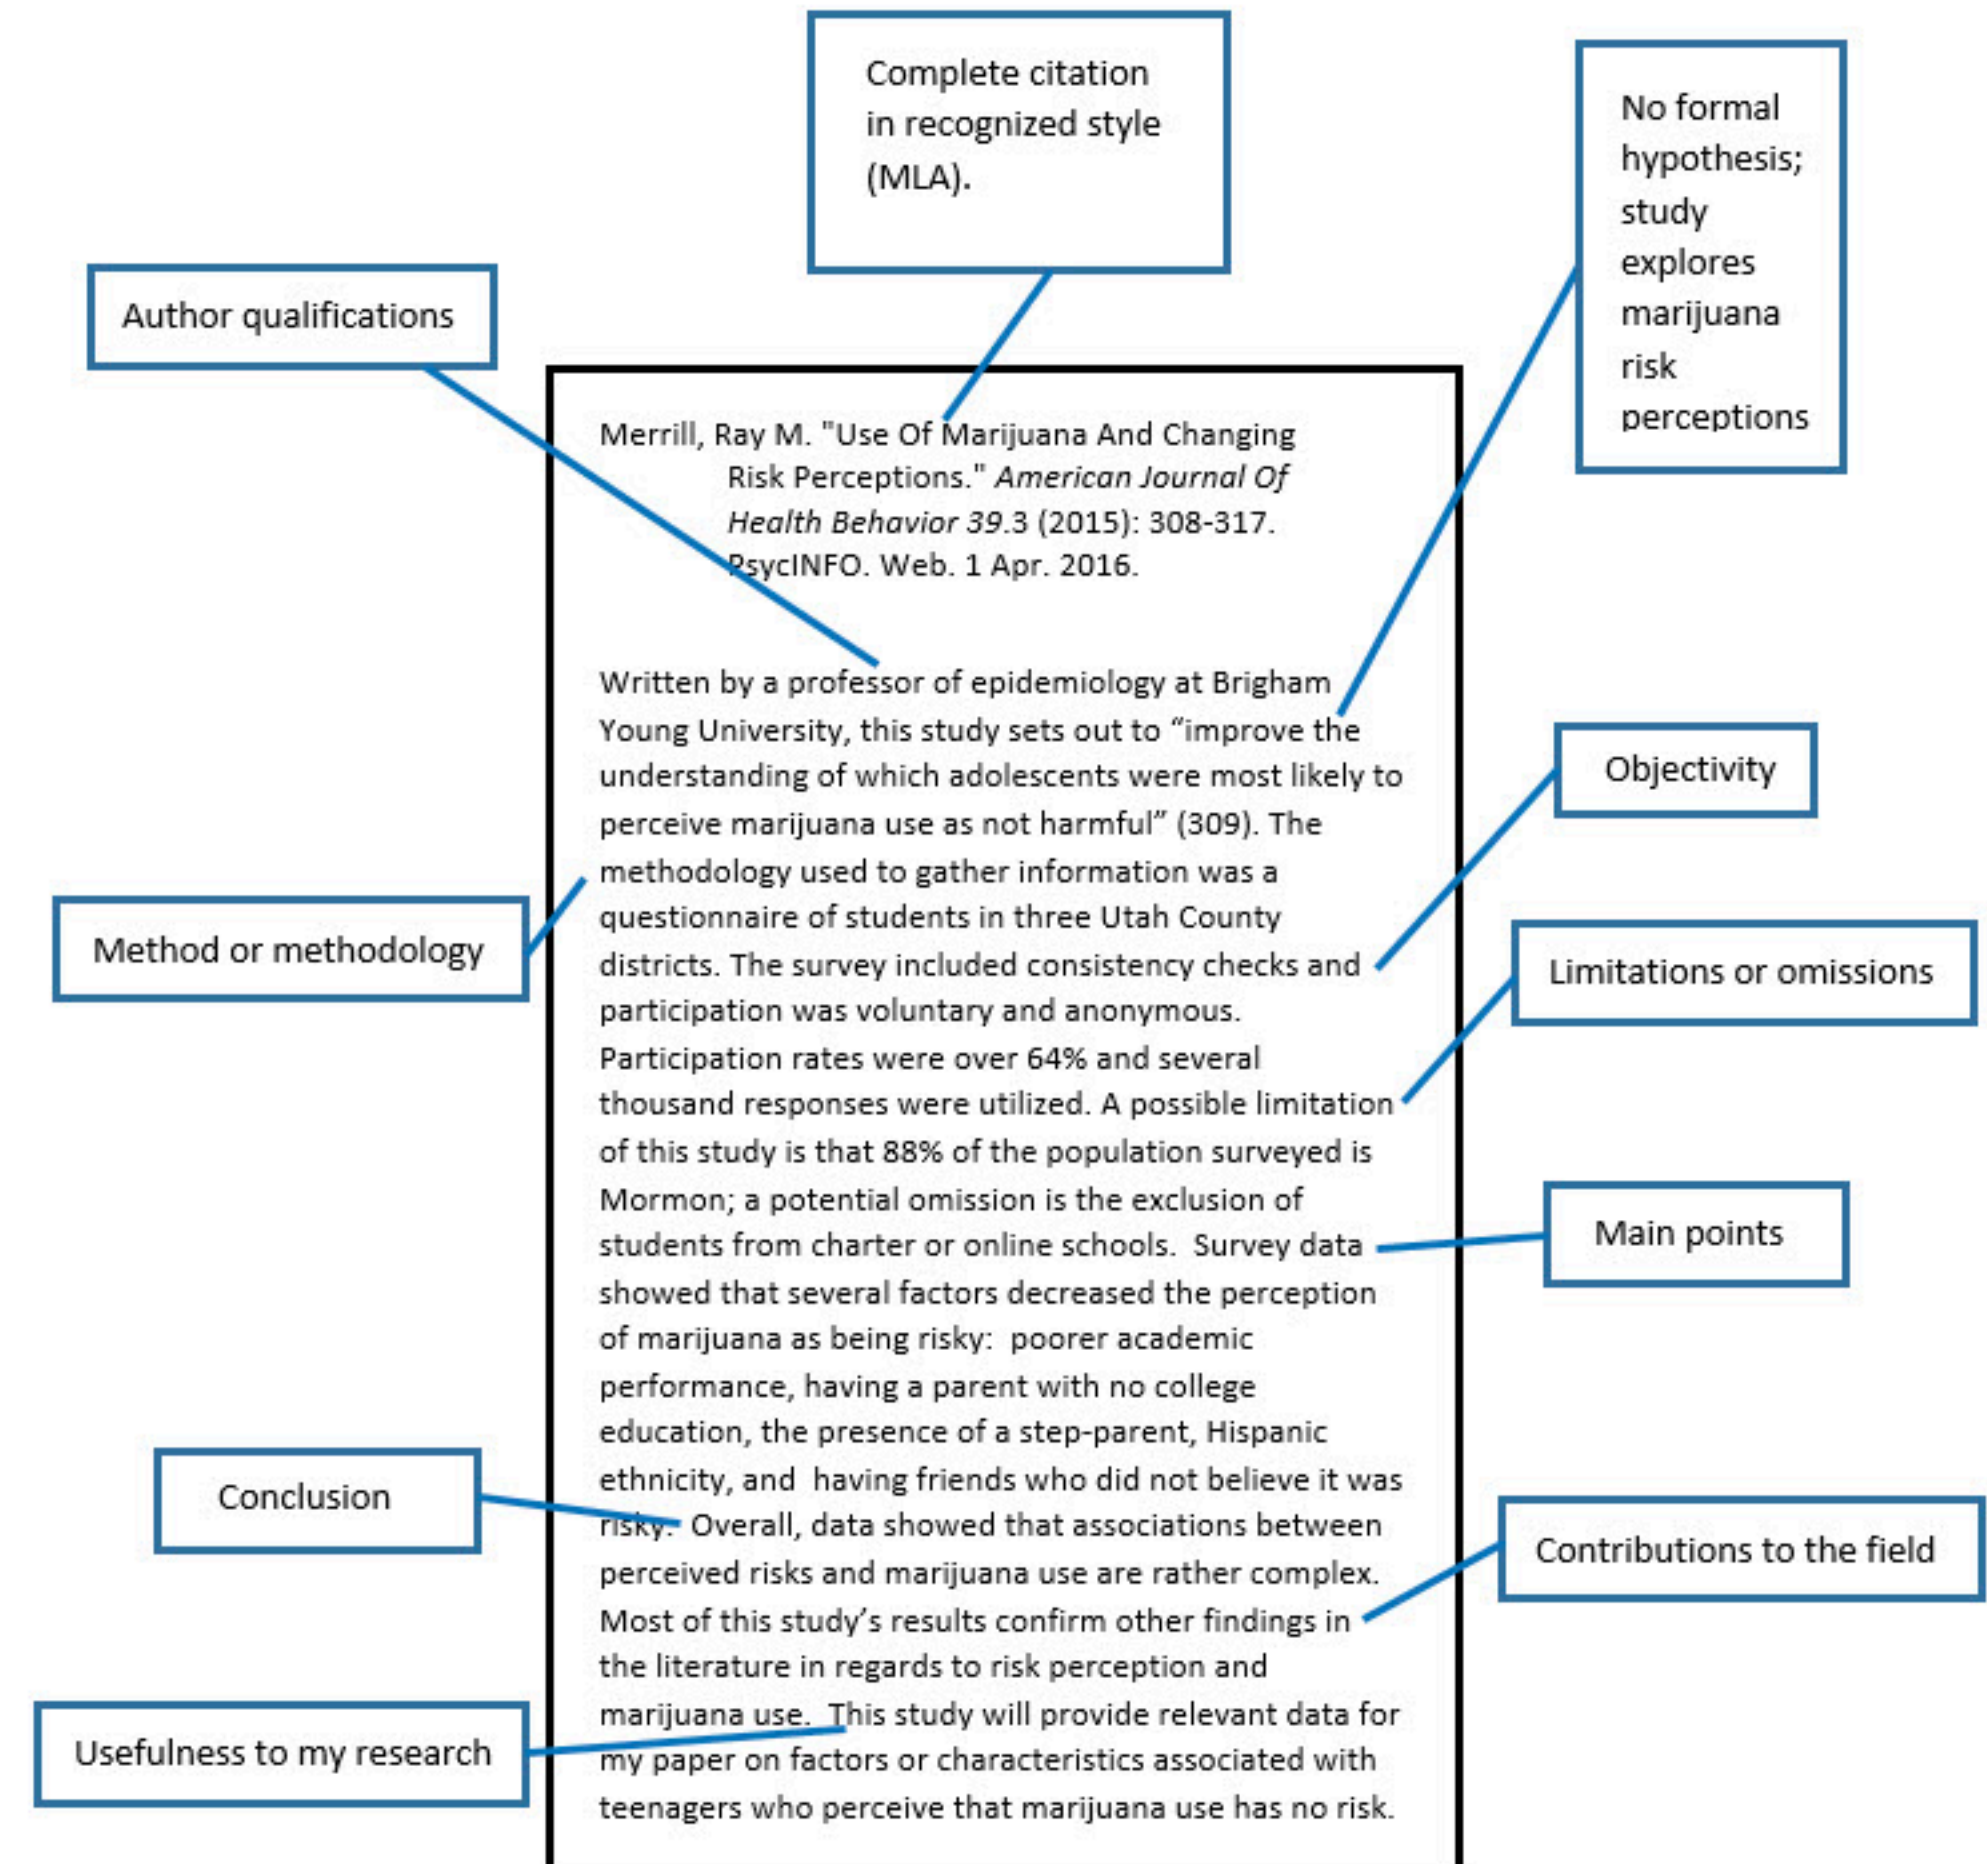 Complete citation
in recognized style
(MLA).
No formal
hypothesis;
study
explores
marijuana
risk
perceptions
Author qualifications
Merrill, Ray M. "Use Of Marijuana And Changing
Risk Perceptions." American Journal Of
Health Behavior 39.3 (2015): 308-317.
PsycINFO. Web. 1 Apr. 2016.
Written by a professor of epidemiology at Brigham
Young University, this study sets out to “improve the
understanding of which adolescents were most likely to
perceive marijuana use as not harmful” (309). The
methodology used to gather information was a
questionnaire of students in three Utah County
districts. The survey included consistency checks and
participation was voluntary and anonymous.
Participation rates were over 64% and several
thousand responses were utilized. A possible limitation
of this study is that 88% of the population surveyed is
Mormon; a potential omission is the exclusion of
students from charter or online schools.  Survey data
showed that several factors decreased the perception
of marijuana as being risky:  poorer academic
performance, having a parent with no college
education, the presence of a step-parent, Hispanic
ethnicity, and  having friends who did not believe it was
risky.  Overall, data showed that associations between
perceived risks and marijuana use are rather complex.
Most of this study’s results confirm other findings in
the literature in regards to risk perception and
marijuana use.  This study will provide relevant data for
my paper on factors or characteristics associated with
teenagers who perceive that marijuana use has no risk.
Objectivity
Method or methodology
Limitations or omissions
Main points
Conclusion
Contributions to the field
Usefulness to my research